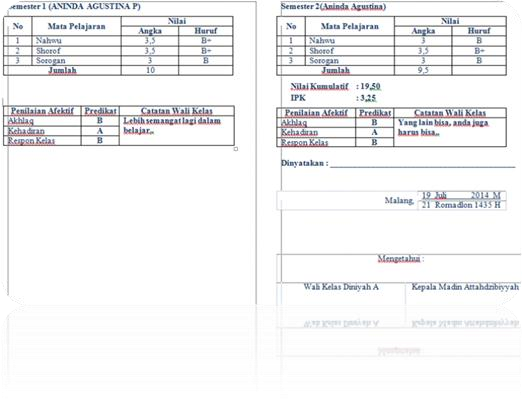 Semester 1 (ANINDA AGUSTINA P)
No Mata Pelajaran Nilai
Angka Huruf
1 Nahwu 3,5 B+
2 Shorof 3,5 B+
3 Sorogan 3 B
Jumlah 10
Penilaian Afektif Predikat Catatan Wali Kelas
Akhlaq B Lebih semangat lagi dalam
Kehadiran A belajar,,
Respon Kelas B
Semester 2(Aninda Agustina)
No Mata Pelajaran Nilai
Angka Huruf
1 Nahwu 3 B
2 Shorof 3,5 B+
3 Sorogan 3 B
Jumlah 9,5
Nilai Kumulatif : 19,50
IPK : 3,25
Penilaian Afektif Predikat Catatan Wali Kelas
Akhlaq B Yang lain bisa, anda juga
Kehadiran A harus bisa,,
Respon Kelas B
Dinyatakan :
Malang, 19 Juli 2014 M
21 Romadlon 1435 H
Mengetahui :
Wali Kelas Diniyah A Kepala Madin Attahdzibiyyah